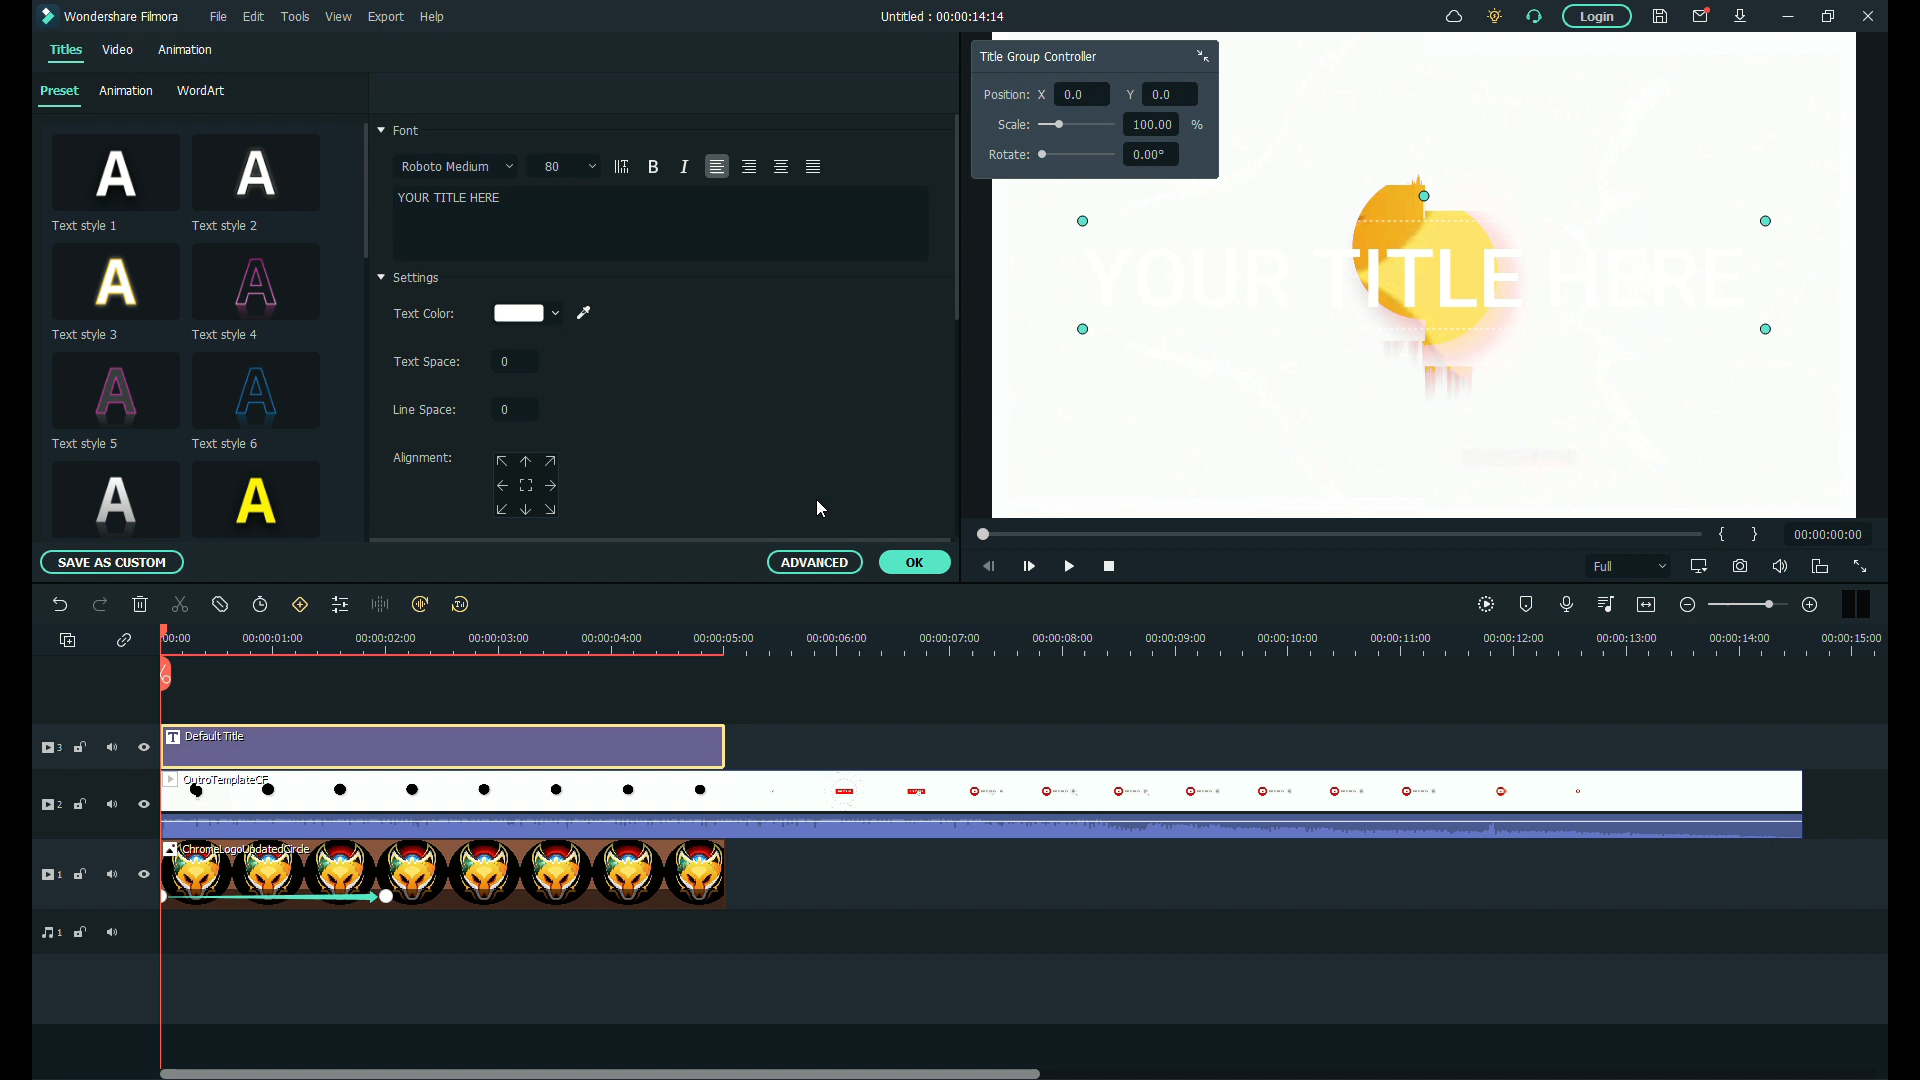 Wondershare Filmora File Edit Tools View Export Help Untitled : 00:00:14:14 Login
Titles Video Animation
Preset Animation WordArt
A A
Text style 1 Text style 2
A A
Text style 3 Text style 4
A A
Text style 5 Text style 6
A A
SAVE AS CUSTOM
Font
Roboto Medium 80 B I
YOUR TITLE HERE
Settings
Text Color:
Text Space: 0
Line Space: 0
Alignment:
ADVANCED OK
Title Group Controller
Position: X 0.0 Y 0.0
Scale: 100.00 %
Rotate: 0.00°
YOUR TITLE HERE
{ } 00:00:00:00
Full
:00:00 00:00:01:00 00:00:02:00 00:00:03:00 00:00:04:00 00:00:05:00 00:00:06:00 00:00:07:00 00:00:08:00 00:00:09:00 00:00:10:00 00:00:11:00 00:00:12:00 00:00:13:00 00:00:14:00 00:00:15:00
3 T Default Title
2 OutroTemplateCF
1 ChromeLogoUpdatedCircle
1